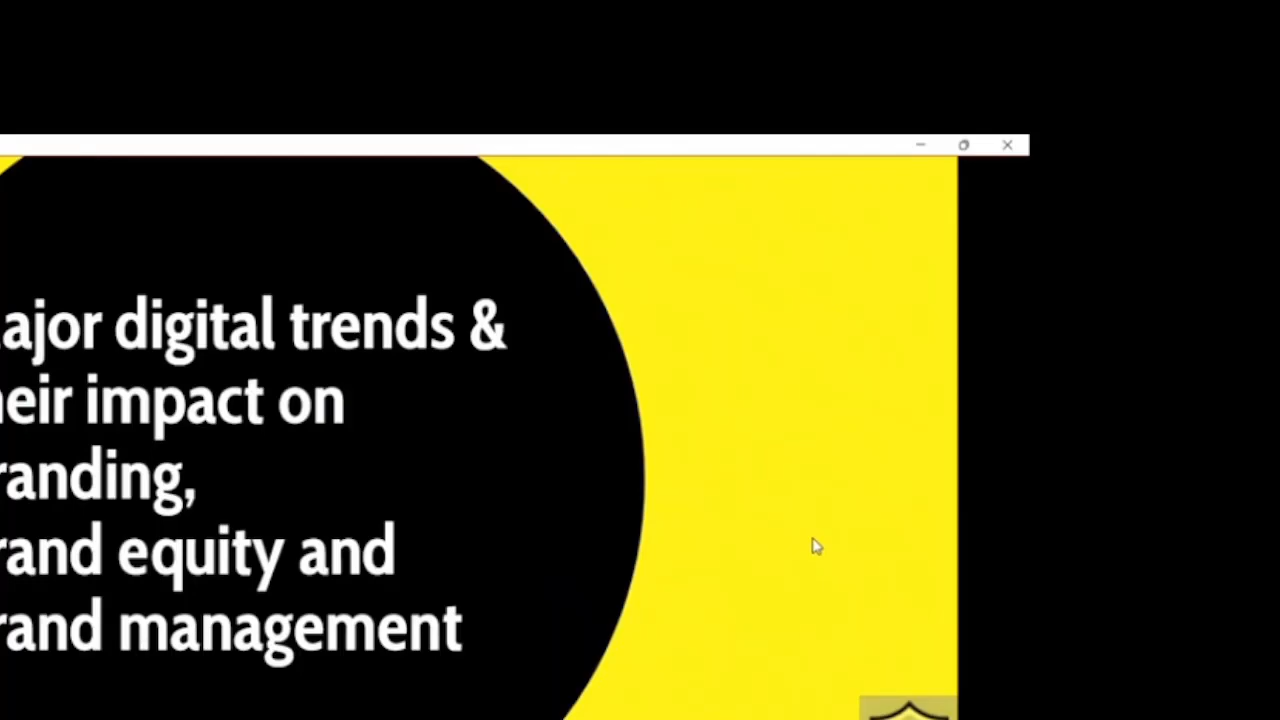 ajor digital trends &
heir impact on
randing,
rand equity and
rand management